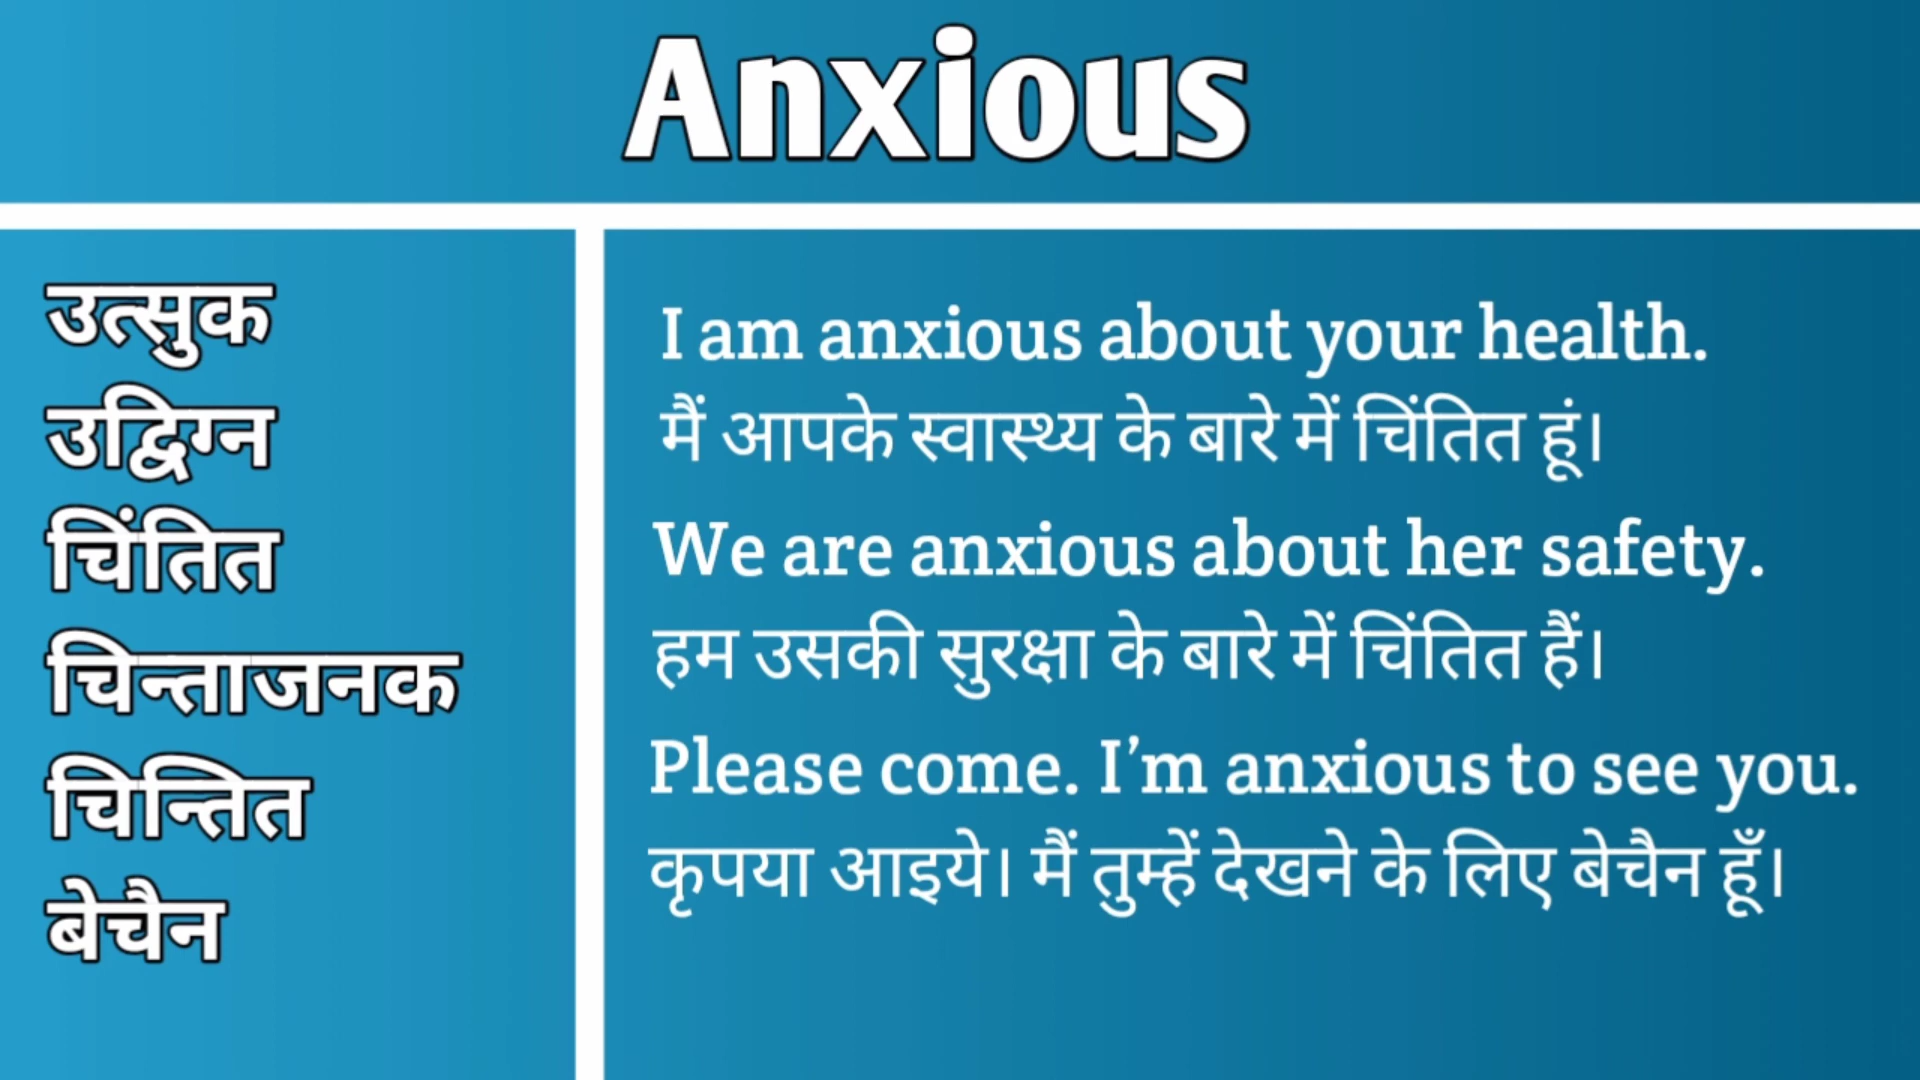 Anxious
उत्सुक
उद्विग्न
चिंतित
चिन्ताजनक
चिन्तित
बेचैन
I am anxious about your health.
मैं आपके स्वास्थ्य के बारे में चिंतित हूं।
We are anxious about her safety.
हम उसकी सुरक्षा के बारे में चिंतित हैं।
Please come. I’m anxious to see you.
कृपया आइये। मैं तुम्हें देखने के लिए बेचैन हूँ।